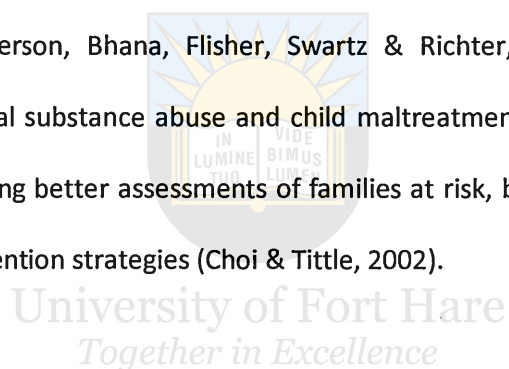 erson, Bhana, Flisher, Swartz & Richter,
al substance abuse and child maltreatmen
IN VIDE
LUMINE BIMUS
TUO LUMEN
ng better assessments of families at risk, b
ention strategies (Choi & Tittle, 2002).
University of Fort Hare
Together in Excellence